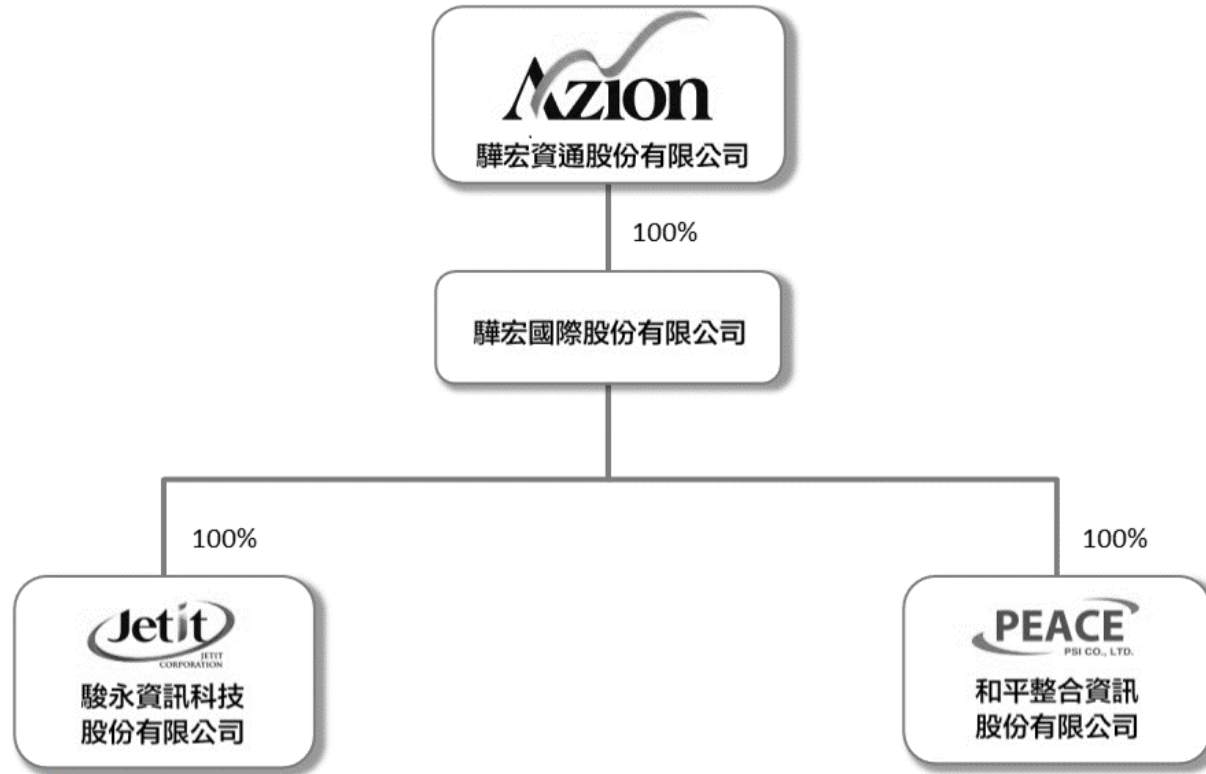 Azion
驊宏資通股份有限公司
100%
驊宏國際股份有限公司
100%
100%
Jetit
JETIT
CORPORATION
駿永資訊科技
股份有限公司
PEACE
PSI CO., LTD.
和平整合資訊
股份有限公司